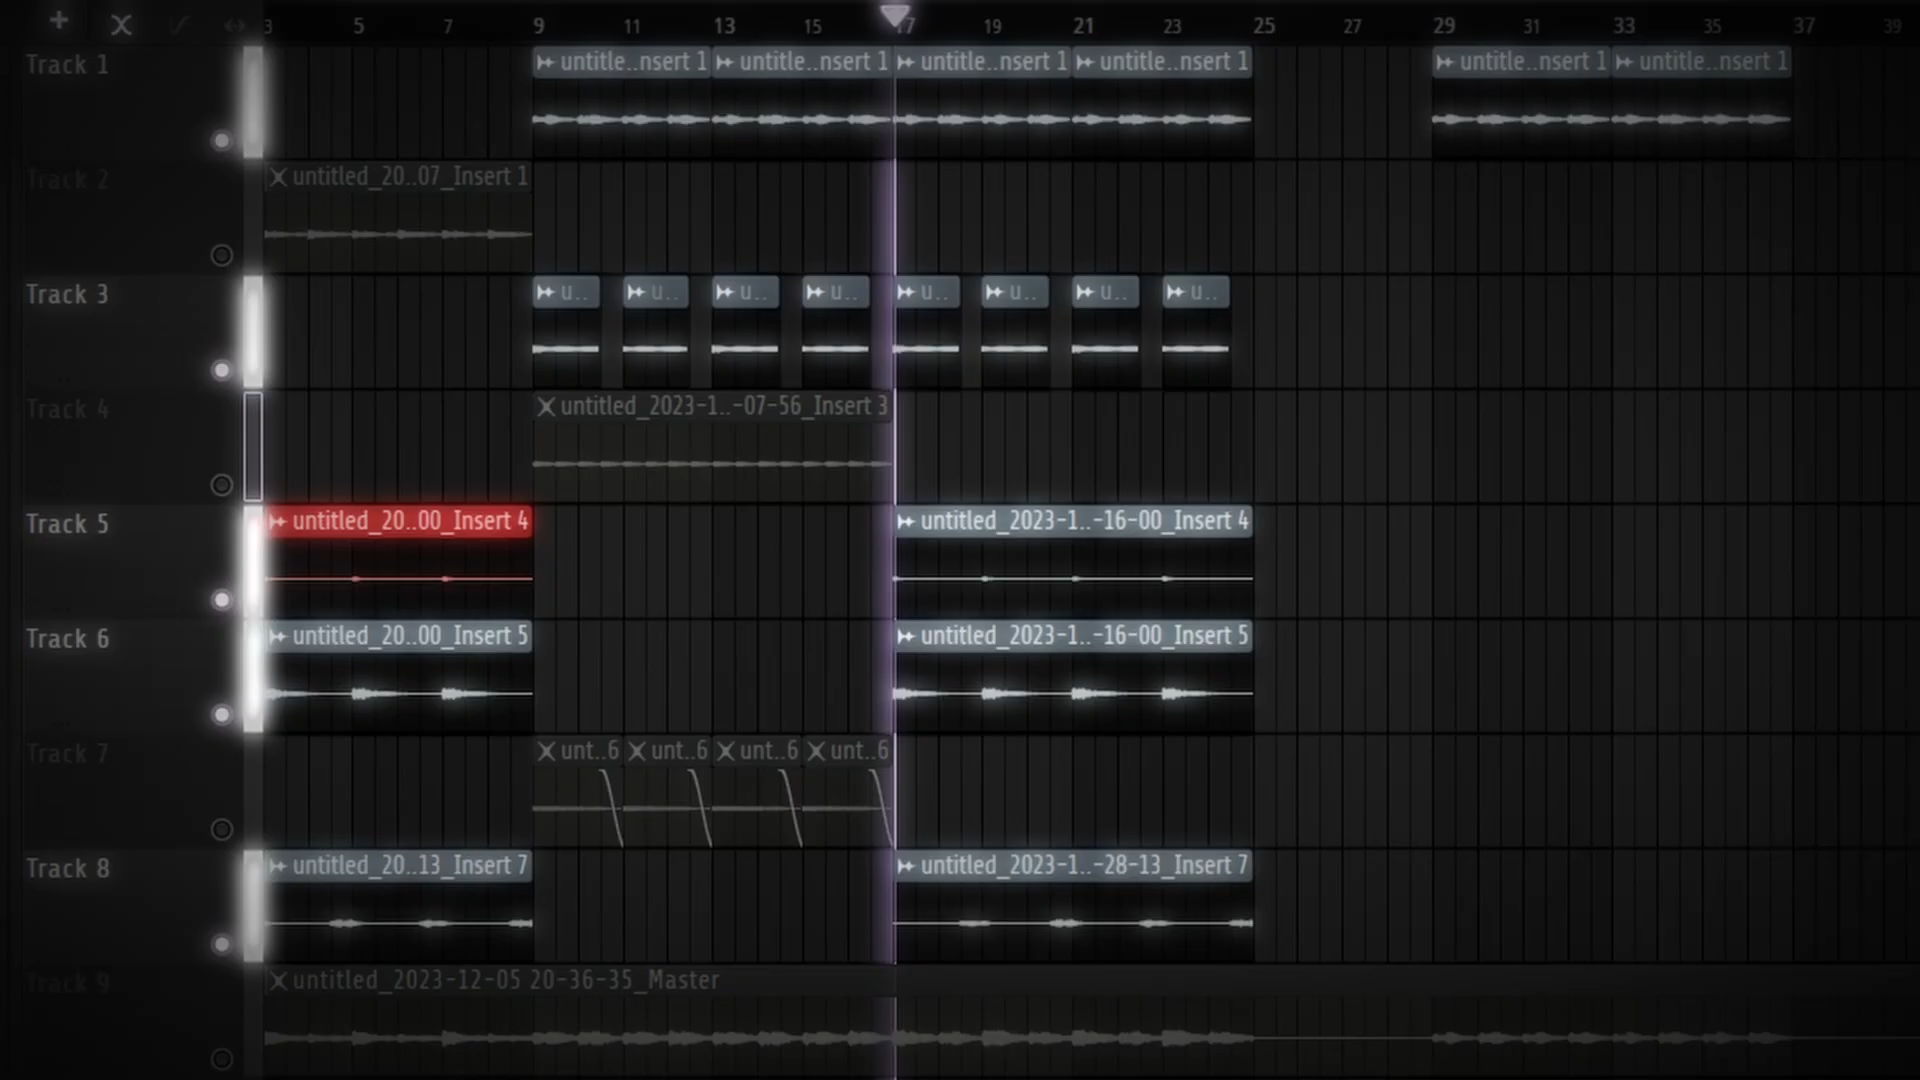 3 5 7 9 11 13 15 17 19 21 23 25 27 29 31 33 35 37 39
Track 1
untitle..nsert 1 untitle..nsert 1 untitle..nsert 1 untitle..nsert 1 untitle..nsert 1 untitle..nsert 1
Track 2
untitled_20..07_Insert 1
Track 3
u.. u.. u.. u.. u.. u.. u.. u..
Track 4
untitled_2023-1..-07-56_Insert 3
Track 5
untitled_20..00_Insert 4 untitled_2023-1..-16-00_Insert 4
Track 6
untitled_20..00_Insert 5 untitled_2023-1..-16-00_Insert 5
Track 7
unt..6 unt..6 unt..6 unt..6
Track 8
untitled_20..13_Insert 7 untitled_2023-1..-28-13_Insert 7
Track 9
untitled_2023-12-05 20-36-35_Master